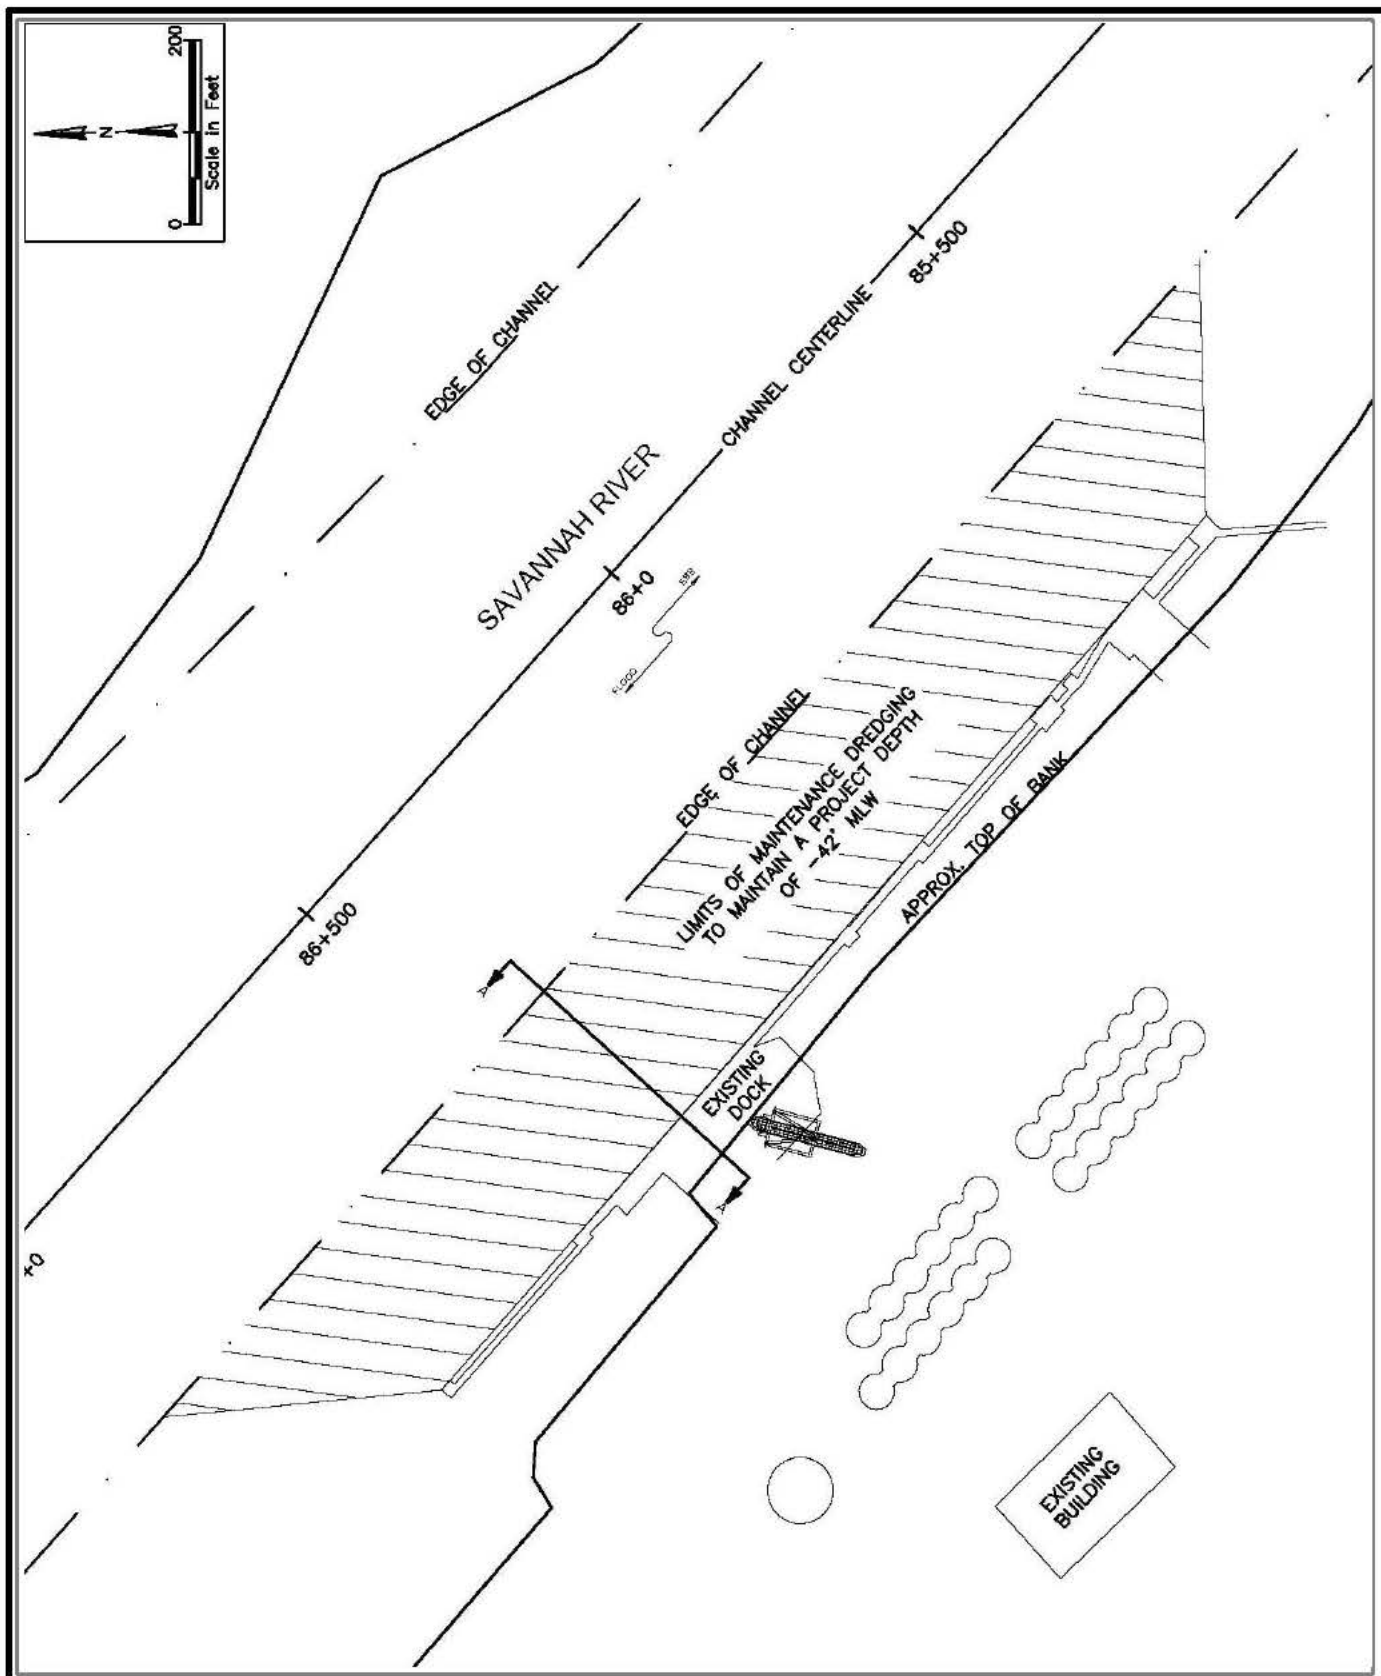 200
N
Scale in Feet
0
EDGE OF CHANNEL
85+500
CHANNEL CENTERLINE
SAVANNAH RIVER
86+0
EBB
FLOOD
EDGE OF CHANNEL
LIMITS OF MAINTENANCE DREDGING
TO MAINTAIN A PROJECT DEPTH
OF -42' MLW
86+500
APPROX. TOP OF BANK
A
EXISTING
DOCK
A
+0
EXISTING
BUILDING